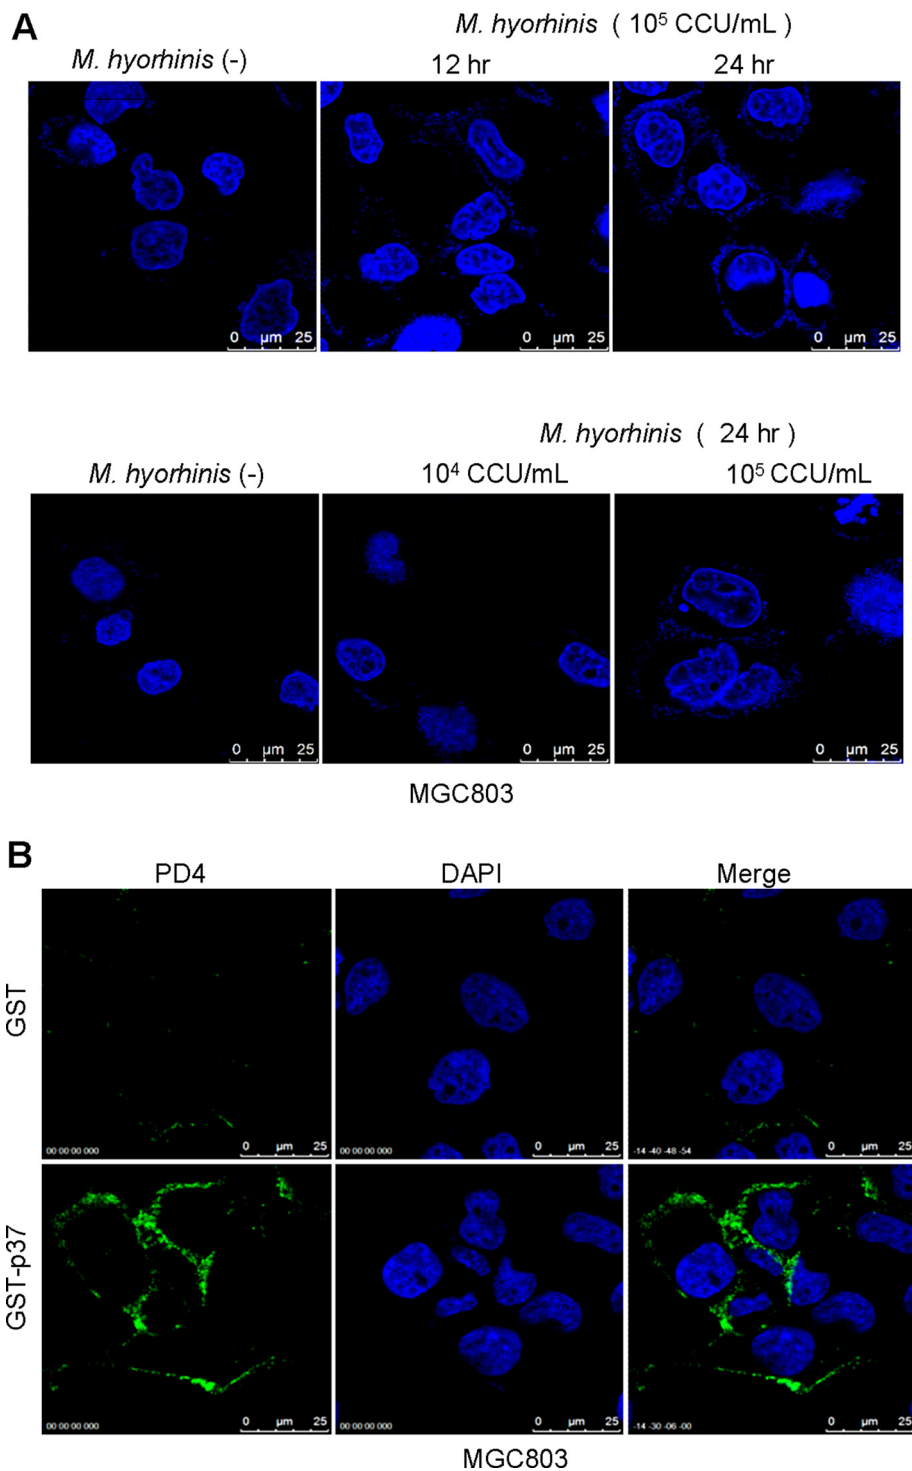 A
M. hyorhinis ( 10⁵ CCU/mL )
M. hyorhinis (-)
12 hr
24 hr
0 µm 25
0 µm 25
0 µm 25
M. hyorhinis ( 24 hr )
M. hyorhinis (-)
10⁴ CCU/mL
10⁵ CCU/mL
0 µm 25
0 µm 25
0 µm 25
MGC803
B
PD4
DAPI
Merge
GST
00 00 00 000
0 µm 25
00 00 00 000
0 µm 25
-14 -40 -48 -54
0 µm 25
GST-p37
00 00 00 000
0 µm 25
00 00 00 000
0 µm 25
-14 -30 -06 -00
0 µm 25
MGC803